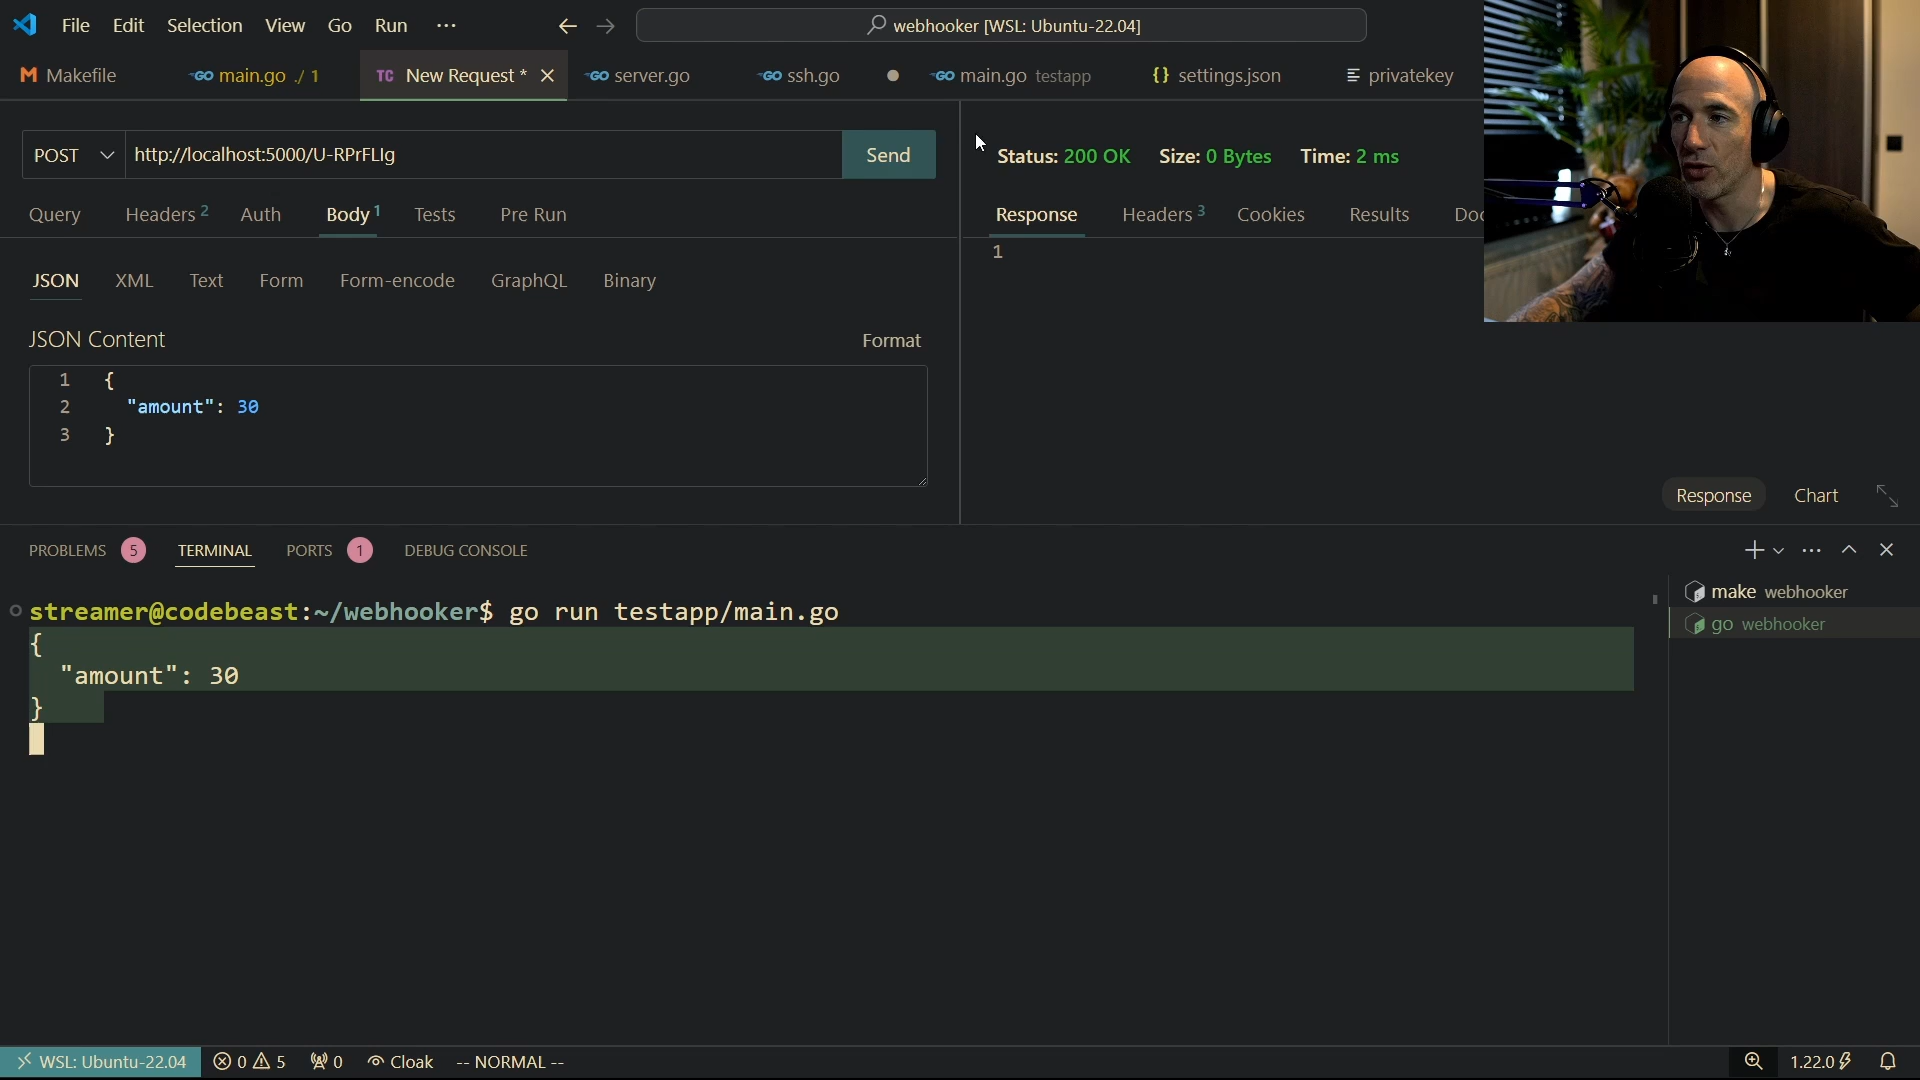 File Edit Selection View Go Run ··· webhooker [WSL: Ubuntu-22.04]
Makefile main.go ./ 1 New Request * server.go ssh.go main.go testapp settings.json privatekey
POST http://localhost:5000/U-RPrFLlg Send Status: 200 OK Size: 0 Bytes Time: 2 ms
Query Headers 2 Auth Body 1 Tests Pre Run Response Headers 3 Cookies Results Doc
1
JSON XML Text Form Form-encode GraphQL Binary
JSON Content Format
1 {
2 "amount": 30
3 }
Response Chart
PROBLEMS 5 TERMINAL PORTS 1 DEBUG CONSOLE
streamer@codebeast:~/webhooker$ go run testapp/main.go
{
"amount": 30
}
make webhooker
go webhooker
WSL: Ubuntu-22.04 0 5 0 Cloak -- NORMAL -- 1.22.0